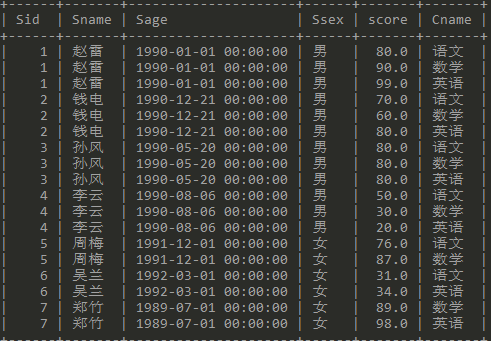 | Sid | Sname | Sage | Ssex | score | Cname |
| 1 | 赵雷 | 1990-01-01 00:00:00 | 男 | 80.0 | 语文
| 1 | 赵雷 | 1990-01-01 00:00:00 | 男 | 90.0 | 数学
| 1 | 赵雷 | 1990-01-01 00:00:00 | 男 | 99.0 | 英语
| 2 | 钱电 | 1990-12-21 00:00:00 | 男 | 70.0 | 语文
| 2 | 钱电 | 1990-12-21 00:00:00 | 男 | 60.0 | 数学
| 2 | 钱电 | 1990-12-21 00:00:00 | 男 | 80.0 | 英语
| 3 | 孙风 | 1990-05-20 00:00:00 | 男 | 80.0 | 语文
| 3 | 孙风 | 1990-05-20 00:00:00 | 男 | 80.0 | 数学
| 3 | 孙风 | 1990-05-20 00:00:00 | 男 | 80.0 | 英语
| 4 | 李云 | 1990-08-06 00:00:00 | 男 | 50.0 | 语文
| 4 | 李云 | 1990-08-06 00:00:00 | 男 | 30.0 | 数学
| 4 | 李云 | 1990-08-06 00:00:00 | 男 | 20.0 | 英语
| 5 | 周梅 | 1991-12-01 00:00:00 | 女 | 76.0 | 语文
| 5 | 周梅 | 1991-12-01 00:00:00 | 女 | 87.0 | 数学
| 6 | 吴兰 | 1992-03-01 00:00:00 | 女 | 31.0 | 语文
| 6 | 吴兰 | 1992-03-01 00:00:00 | 女 | 34.0 | 英语
| 7 | 郑竹 | 1989-07-01 00:00:00 | 女 | 89.0 | 数学
| 7 | 郑竹 | 1989-07-01 00:00:00 | 女 | 98.0 | 英语